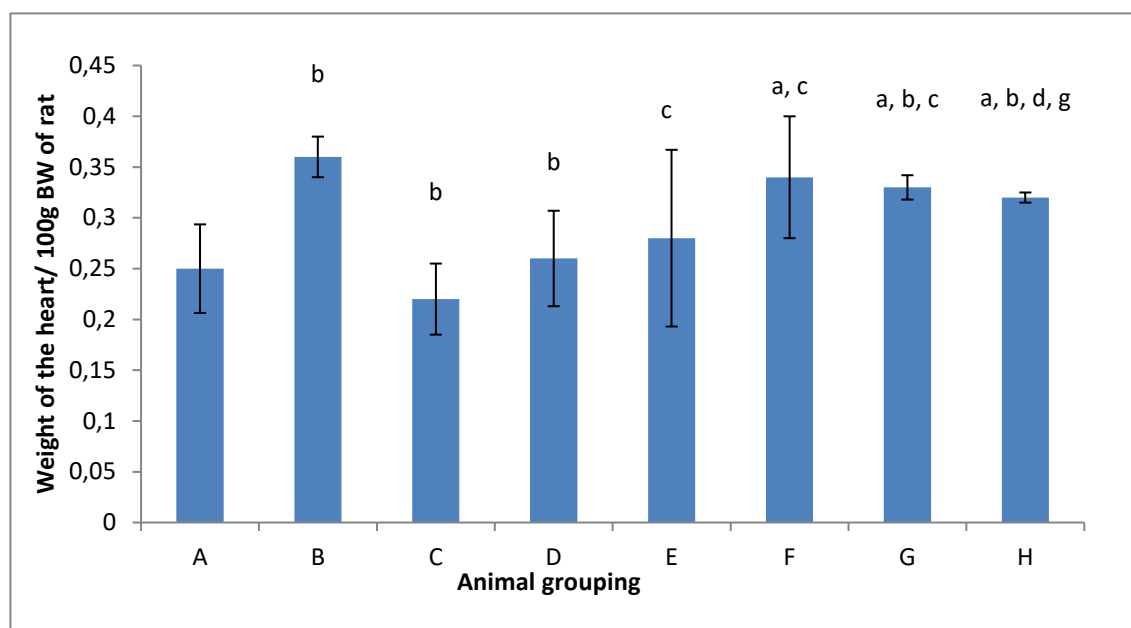 Weight of the heart/ 100g BW of rat
0,45
0,4
0,35
0,3
0,25
0,2
0,15
0,1
0,05
0
b
b
b
c
a, c
a, b, c
a, b, d, g
A B C D E F G H
Animal grouping